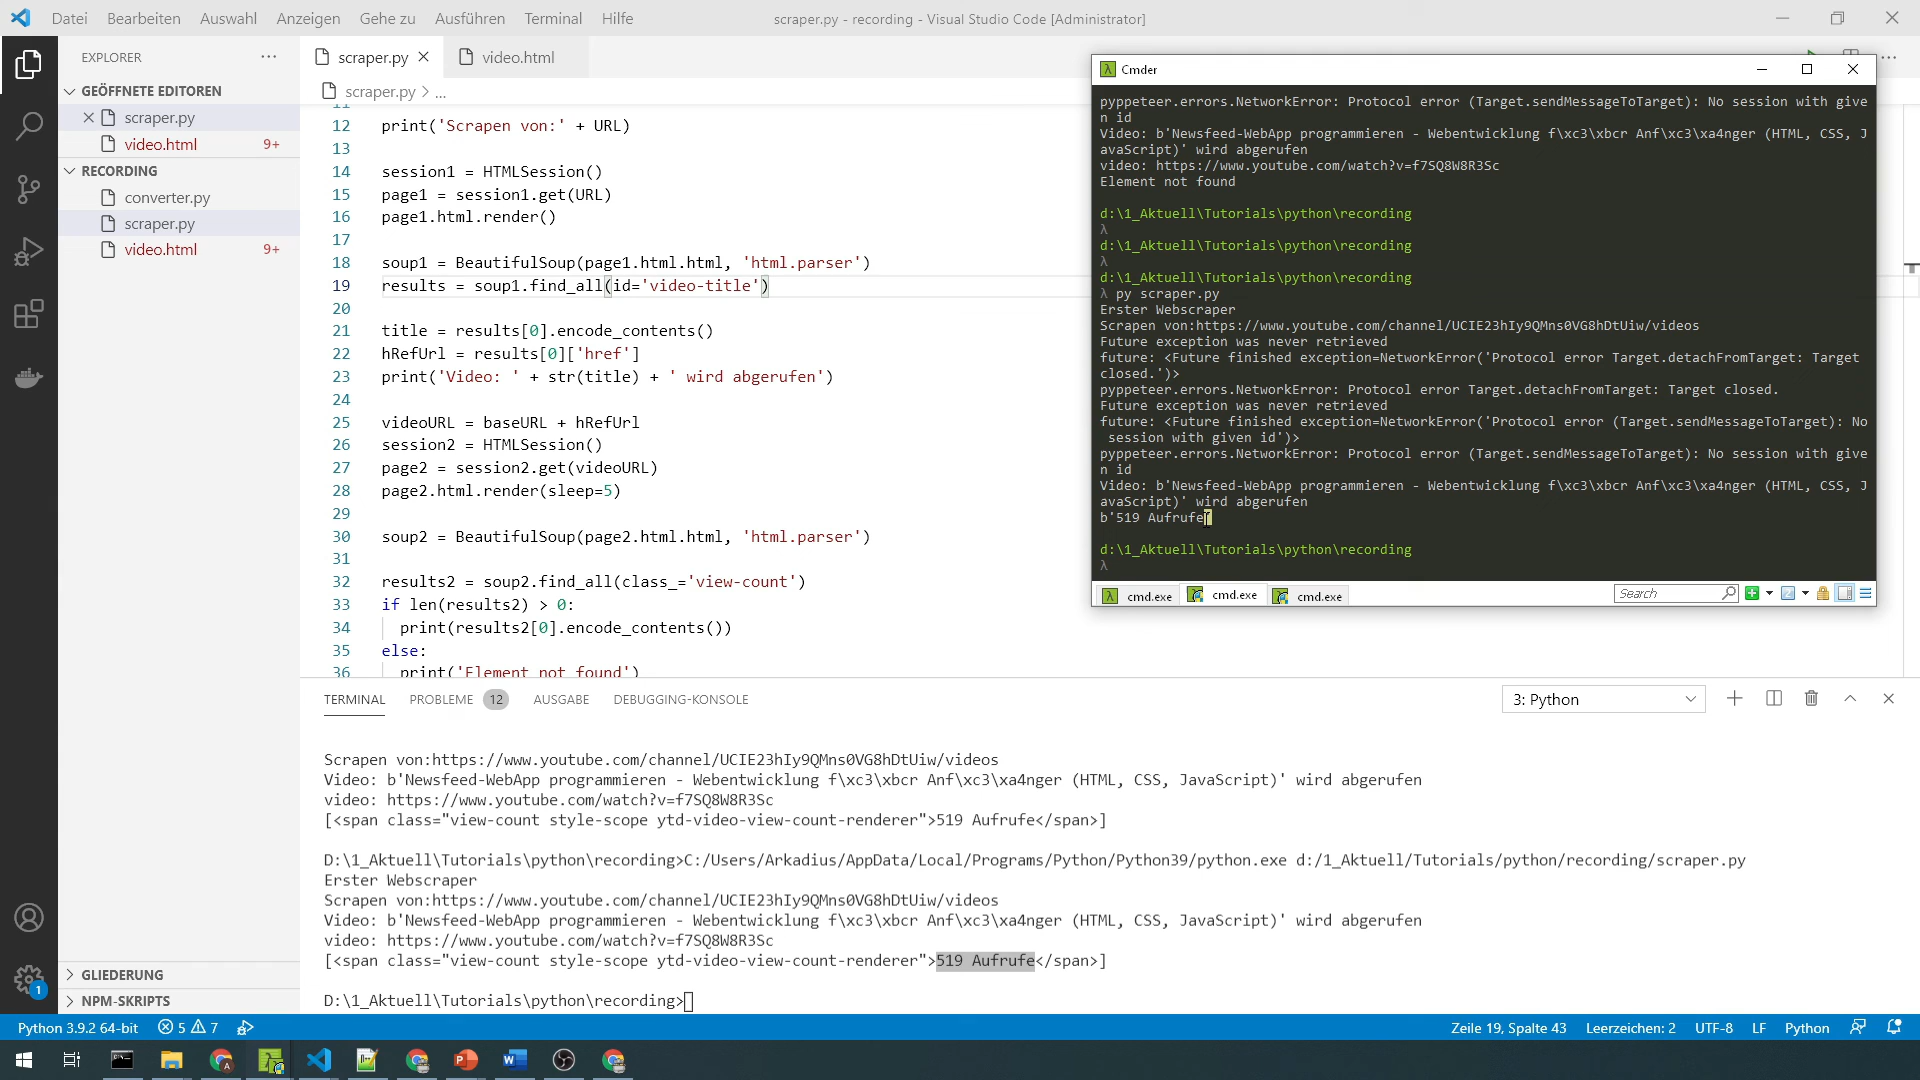 Datei Bearbeiten Auswahl Anzeigen Gehe zu Ausführen Terminal Hilfe
scraper.py - recording - Visual Studio Code [Administrator]
EXPLORER
GEÖFFNETE EDITOREN
scraper.py
video.html 9+
RECORDING
converter.py
scraper.py
video.html 9+
GLIEDERUNG
NPM-SKRIPTS
scraper.py
video.html
scraper.py > ...
11
12 print('Scrapen von:' + URL)
13
14 session1 = HTMLSession()
15 page1 = session1.get(URL)
16 page1.html.render()
17
18 soup1 = BeautifulSoup(page1.html.html, 'html.parser')
19 results = soup1.find_all(id='video-title')
20
21 title = results[0].encode_contents()
22 hRefUrl = results[0]['href']
23 print('Video: ' + str(title) + ' wird abgerufen')
24
25 videoURL = baseURL + hRefUrl
26 session2 = HTMLSession()
27 page2 = session2.get(videoURL)
28 page2.html.render(sleep=5)
29
30 soup2 = BeautifulSoup(page2.html.html, 'html.parser')
31
32 results2 = soup2.find_all(class_='view-count')
33 if len(results2) > 0:
34 print(results2[0].encode_contents())
35 else:
36 print('Element not found')
Cmder
pyppeteer.errors.NetworkError: Protocol error (Target.sendMessageToTarget): No session with give
n id
Video: b'Newsfeed-WebApp programmieren - Webentwicklung f\xc3\xbcr Anf\xc3\xa4nger (HTML, CSS, J
avaScript)' wird abgerufen
video: https://www.youtube.com/watch?v=f7SQ8W8R3Sc
Element not found
d:\1_Aktuell\Tutorials\python\recording
λ
d:\1_Aktuell\Tutorials\python\recording
λ
d:\1_Aktuell\Tutorials\python\recording
λ py scraper.py
Erster Webscraper
Scrapen von:https://www.youtube.com/channel/UCIE23hIy9QMns0VG8hDtUiw/videos
Future exception was never retrieved
future: <Future finished exception=NetworkError('Protocol error Target.detachFromTarget: Target
closed.')>
pyppeteer.errors.NetworkError: Protocol error Target.detachFromTarget: Target closed.
Future exception was never retrieved
future: <Future finished exception=NetworkError('Protocol error (Target.sendMessageToTarget): No
session with given id')>
pyppeteer.errors.NetworkError: Protocol error (Target.sendMessageToTarget): No session with give
n id
Video: b'Newsfeed-WebApp programmieren - Webentwicklung f\xc3\xbcr Anf\xc3\xa4nger (HTML, CSS, J
avaScript)' wird abgerufen
b'519 Aufrufe'
d:\1_Aktuell\Tutorials\python\recording
λ
cmd.exe cmd.exe cmd.exe Search
TERMINAL PROBLEME 12 AUSGABE DEBUGGING-KONSOLE 3: Python
Scrapen von:https://www.youtube.com/channel/UCIE23hIy9QMns0VG8hDtUiw/videos
Video: b'Newsfeed-WebApp programmieren - Webentwicklung f\xc3\xbcr Anf\xc3\xa4nger (HTML, CSS, JavaScript)' wird abgerufen
video: https://www.youtube.com/watch?v=f7SQ8W8R3Sc
[<span class="view-count style-scope ytd-video-view-count-renderer">519 Aufrufe</span>]
D:\1_Aktuell\Tutorials\python\recording>C:/Users/Arkadius/AppData/Local/Programs/Python/Python39/python.exe d:/1_Aktuell/Tutorials/python/recording/scraper.py
Erster Webscraper
Scrapen von:https://www.youtube.com/channel/UCIE23hIy9QMns0VG8hDtUiw/videos
Video: b'Newsfeed-WebApp programmieren - Webentwicklung f\xc3\xbcr Anf\xc3\xa4nger (HTML, CSS, JavaScript)' wird abgerufen
video: https://www.youtube.com/watch?v=f7SQ8W8R3Sc
[<span class="view-count style-scope ytd-video-view-count-renderer">519 Aufrufe</span>]
D:\1_Aktuell\Tutorials\python\recording>
1
Python 3.9.2 64-bit 5 7 Zeile 19, Spalte 43 Leerzeichen: 2 UTF-8 LF Python